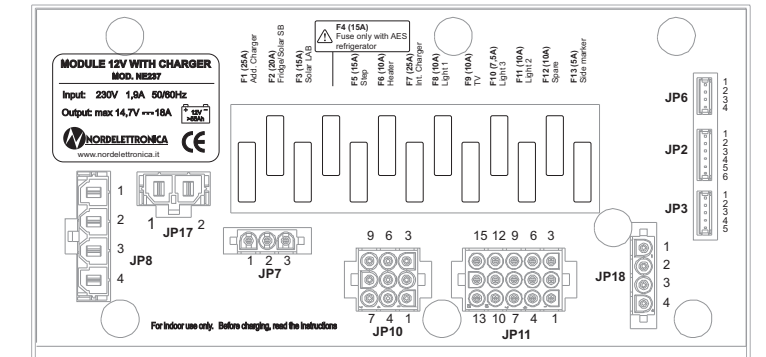 F4 (15A)
Fuse only with AES
refrigerator
MODULE 12V WITH CHARGER
MOD. NE237
Input: 230V 1,9A 50/60Hz
Output: max 14,7V 18A
+ 12V -
>55Ah
NORDELETTRONICA CE
www.nordelettronica.it
F1 (25A)
Add. Charger
F2 (20A)
Fridge/Solar SB
F3 (15A)
Solar LAB
F5 (15A)
Step
F6 (10A)
Heater
F7 (25A)
Int. Charger
F8 (10A)
Light 1
F9 (10A)
TV
F10 (7,5A)
Light 3
F11 (10A)
Light 2
F12 (10A)
Spare
F13 (5A)
Side marker
JP6
1
2
3
4
JP2
1
2
3
4
5
6
JP3
1
2
3
4
5
JP8
1
2
3
4
1 2
JP17
1 2 3
JP7
9 6 3
7 4 1
JP10
15 12 9 6 3
13 10 7 4 1
JP11
JP18
1
2
3
4
For indoor use only. Before charging, read the instructions